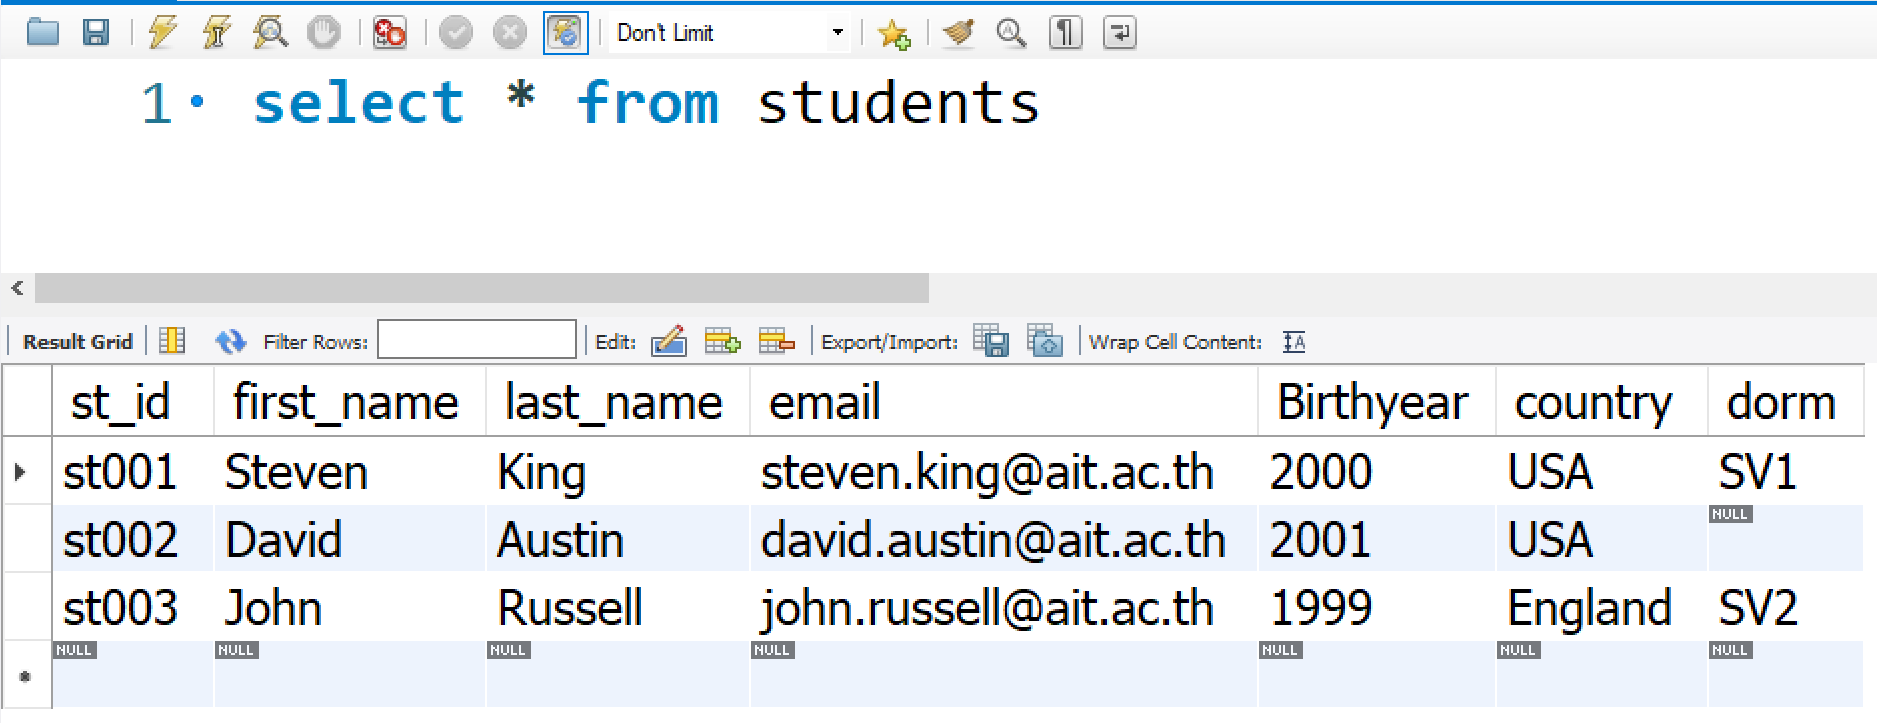 Don't Limit
1 select * from students
Result Grid Filter Rows: Edit: Export/Import: Wrap Cell Content:
st_id first_name last_name email Birthyear country dorm
st001 Steven King steven.king@ait.ac.th 2000 USA SV1
st002 David Austin david.austin@ait.ac.th 2001 USA NULL
st003 John Russell john.russell@ait.ac.th 1999 England SV2
NULL NULL NULL NULL NULL NULL NULL